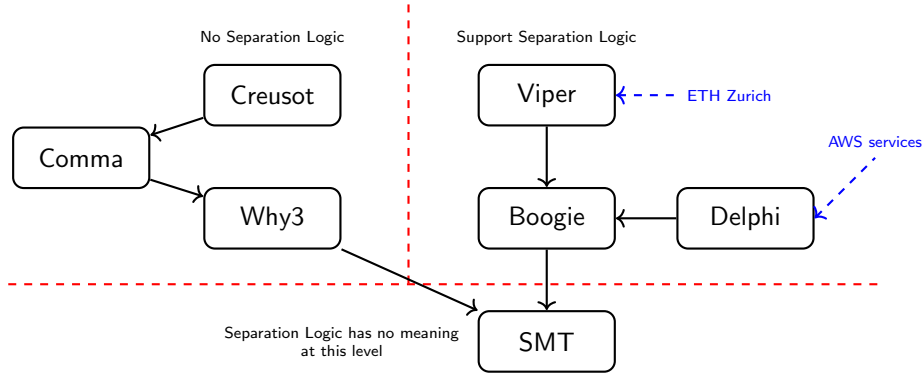 No Separation Logic
Support Separation Logic
Creusot
Viper
ETH Zurich
Comma
AWS services
Why3
Boogie
Delphi
Separation Logic has no meaning
at this level
SMT